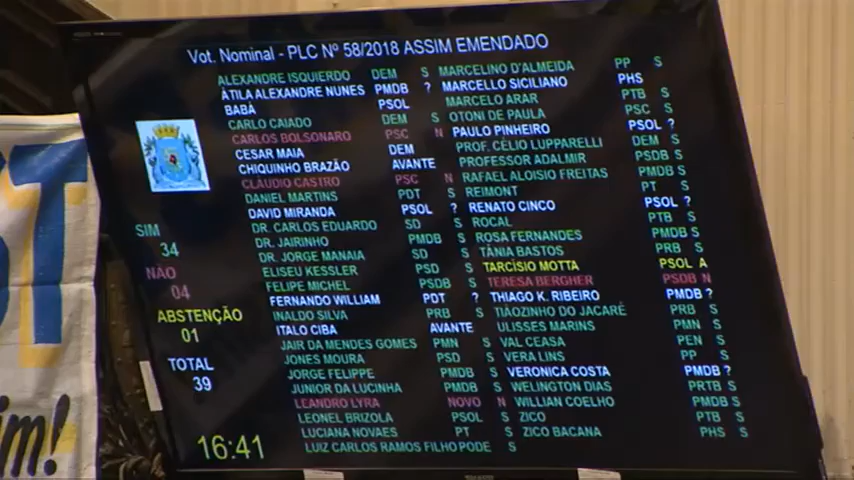 Vot. Nominal - PLC Nº 58/2018 ASSIM EMENDADO
ALEXANDRE IZQUIERDO DEM S
ÁTILA ALEXANDRE NUNES PMDB ?
BABÁ PSOL
CARLO CAIADO DEM S
CARLOS BOLSONARO PSC N
CESAR MAIA DEM
CHIQUINHO BRAZÃO AVANTE
CLAUDIO CASTRO PSC N
DANIEL MARTINS PDT S
DAVID MIRANDA PSOL ?
DR. CARLOS EDUARDO SD S
DR. JAIRINHO PMDB S
DR. JORGE MANAIA SD S
ELISEU KESSLER PSD S
FELIPE MICHEL PSDB S
FERNANDO WILLIAM PDT ?
INALDO SILVA PRB S
ITALO CIBA AVANTE
JAIR DA MENDES GOMES PMN S
JONES MOURA PSD S
JORGE FELIPPE PMDB S
JUNIOR DA LUCINHA PMDB S
LEANDRO LYRA NOVO N
LEONEL BRIZOLA PSOL S
LUCIANA NOVAES PT S
LUIZ CARLOS RAMOS FILHO PODE S
MARCELINO D'ALMEIDA PP S
MARCELLO SICILIANO PHS
MARCELO ARAR PTB S
OTONI DE PAULA PSC S
PAULO PINHEIRO PSOL ?
PROF. CÉLIO LUPPARELLI DEM S
PROFESSOR ADALMIR PSDB S
RAFAEL ALOISIO FREITAS PMDB S
REIMONT PT S
RENATO CINCO PSOL ?
ROCAL PTB S
ROSA FERNANDES PMDB S
TÂNIA BASTOS PRB S
TARCÍSIO MOTTA PSOL A
TERESA BERGHER PSDB N
THIAGO K. RIBEIRO PMDB ?
TIÃOZINHO DO JACARÉ PRB S
ULISSES MARINS PMN S
VAL CEASA PEN S
VERA LINS PP S
VERONICA COSTA PMDB ?
WELINGTON DIAS PRTB S
WILLIAN COELHO PMDB S
ZICO PTB S
ZICO BACANA PHS S
SIM
34
NÃO
04
ABSTENÇÃO
01
TOTAL
39
16:41